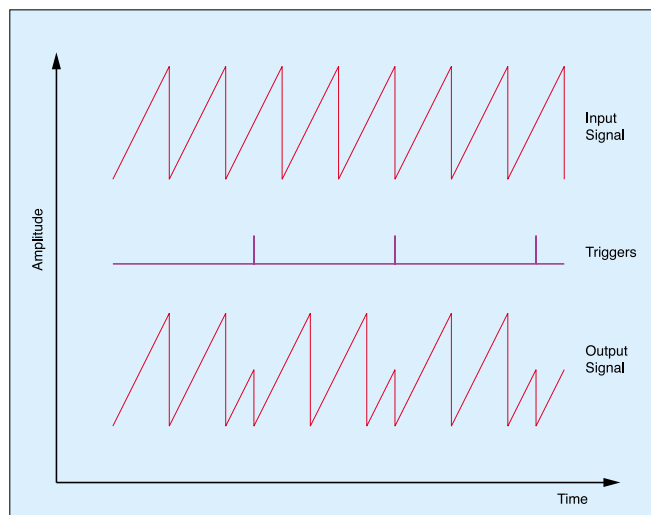 Input
Signal
Triggers
Output
Signal
Amplitude
Time